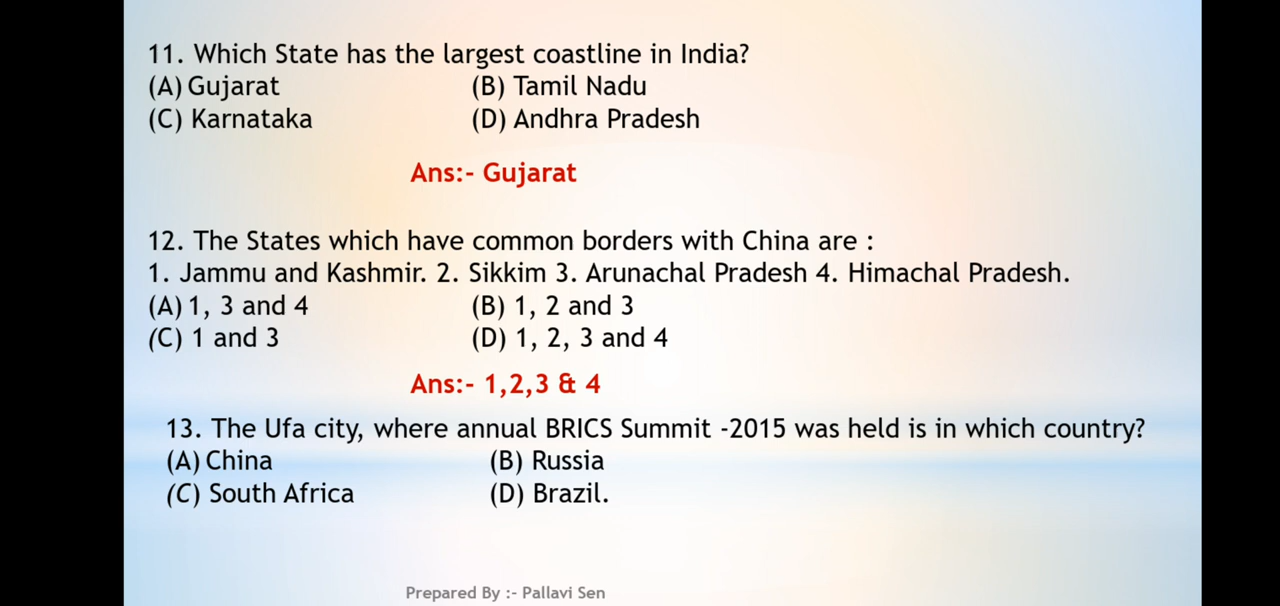 11. Which State has the largest coastline in India?
(A) Gujarat (B) Tamil Nadu
(C) Karnataka (D) Andhra Pradesh
Ans:- Gujarat
12. The States which have common borders with China are :
1. Jammu and Kashmir. 2. Sikkim 3. Arunachal Pradesh 4. Himachal Pradesh.
(A) 1, 3 and 4 (B) 1, 2 and 3
(C) 1 and 3 (D) 1, 2, 3 and 4
Ans:- 1,2,3 & 4
13. The Ufa city, where annual BRICS Summit -2015 was held is in which country?
(A) China (B) Russia
(C) South Africa (D) Brazil.
Prepared By :- Pallavi Sen